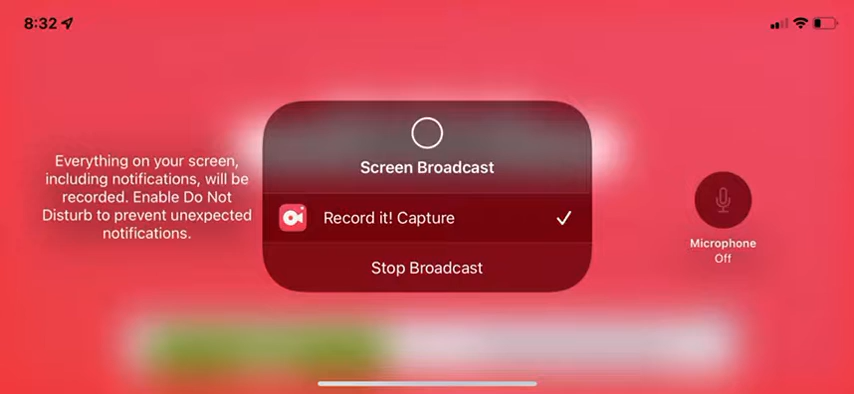 8:32
Everything on your screen,
including notifications, will be
recorded. Enable Do Not
Disturb to prevent unexpected
notifications.
Screen Broadcast
Record it! Capture
Stop Broadcast
Microphone
Off